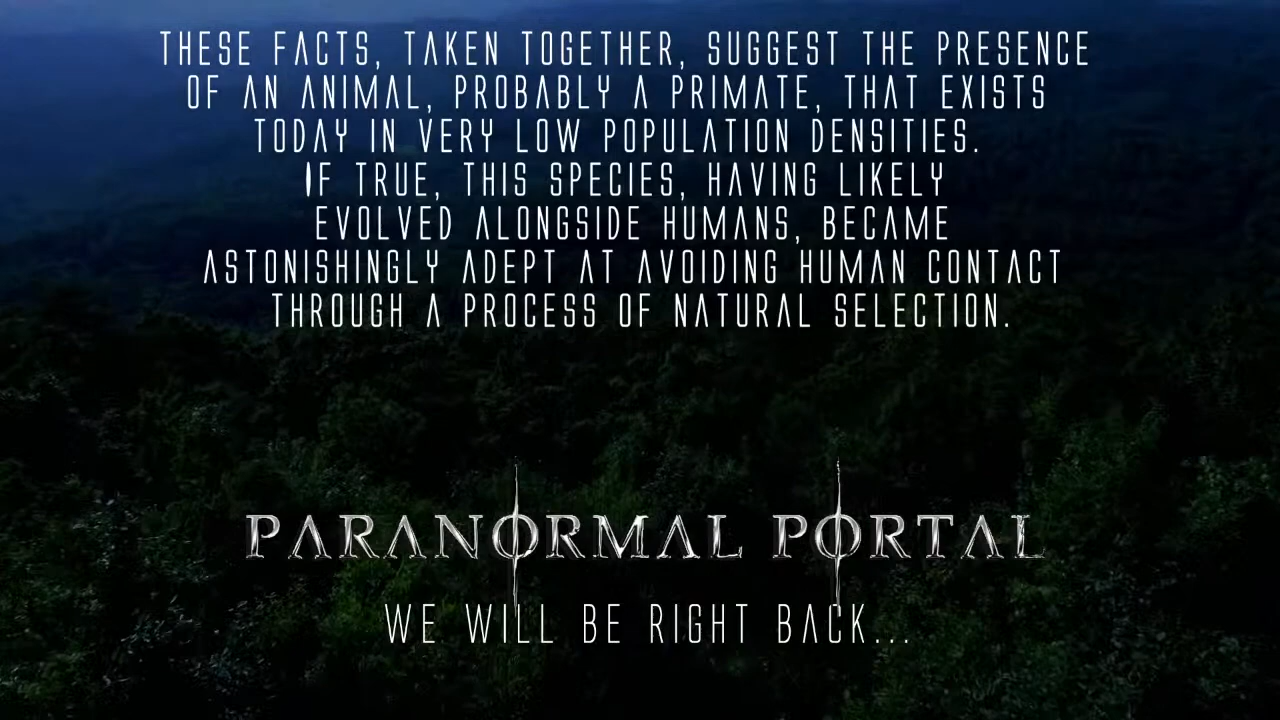 THESE FACTS, TAKEN TOGETHER, SUGGEST THE PRESENCE
OF AN ANIMAL, PROBABLY A PRIMATE, THAT EXISTS
TODAY IN VERY LOW POPULATION DENSITIES.
IF TRUE, THIS SPECIES, HAVING LIKELY
EVOLVED ALONGSIDE HUMANS, BECAME
ASTONISHINGLY ADEPT AT AVOIDING HUMAN CONTACT
THROUGH A PROCESS OF NATURAL SELECTION.
PARANORMAL PORTAL
WE WILL BE RIGHT BACK...